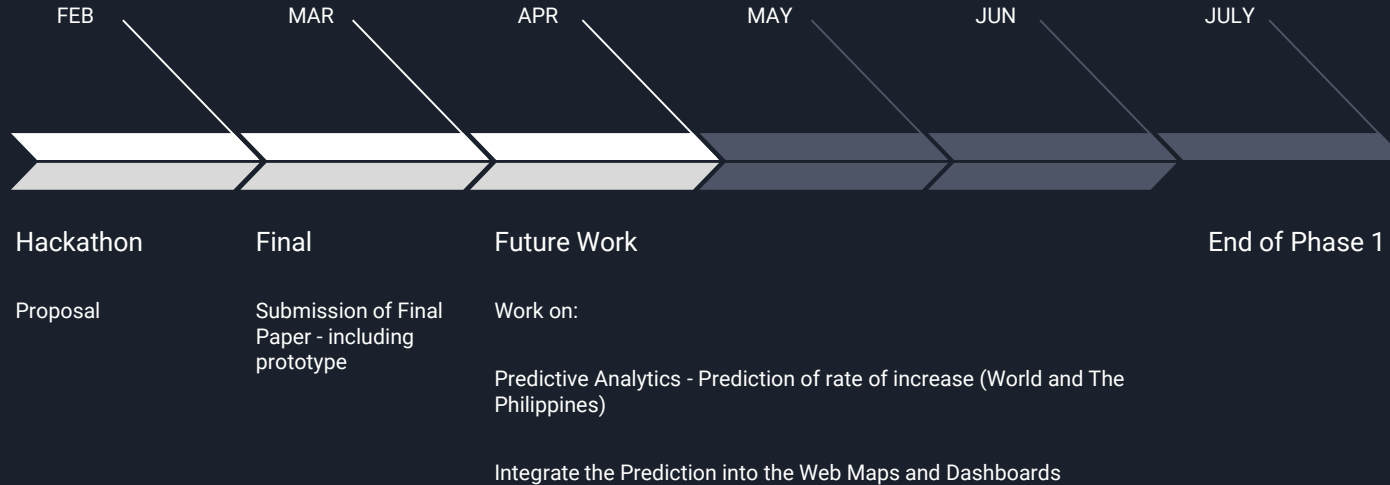 FEB
MAR
APR
MAY
JUN
JULY
Hackathon
Final
Future Work
End of Phase 1
Proposal
Submission of Final
Paper - including
prototype
Work on:
Predictive Analytics - Prediction of rate of increase (World and The
Philippines)
Integrate the Prediction into the Web Maps and Dashboards